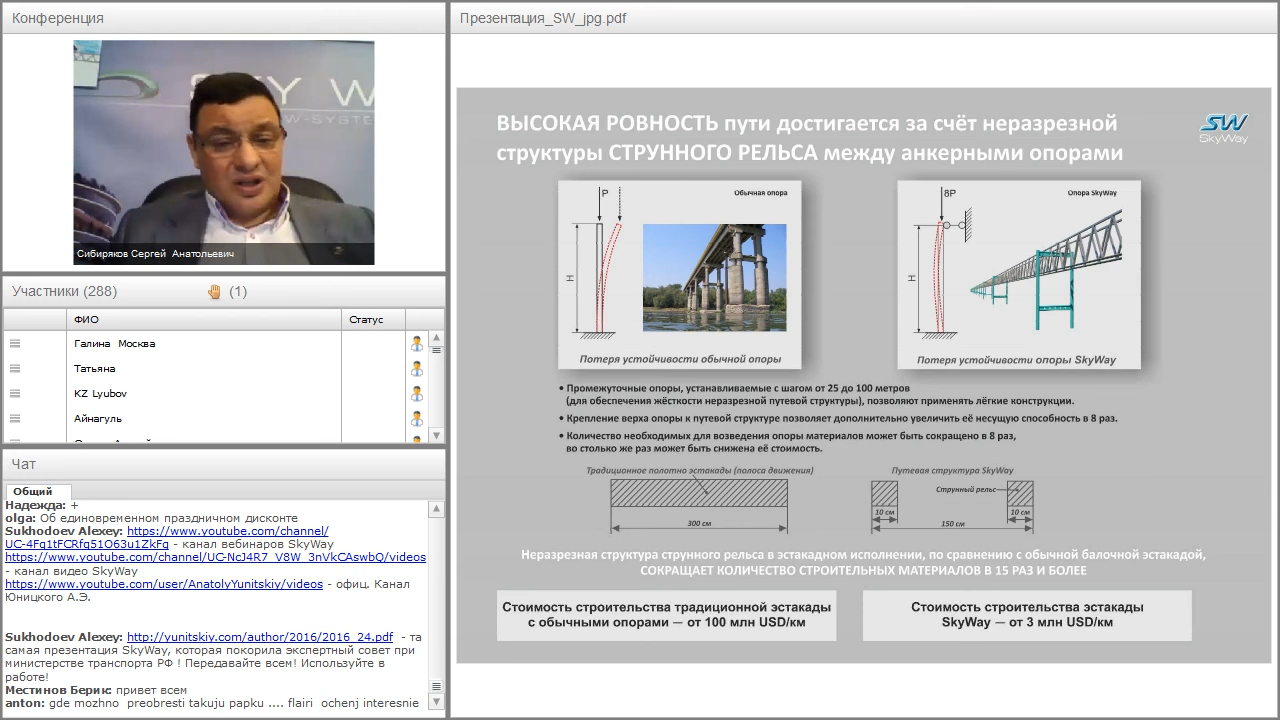 Конференция
SKY W
W-SYSTE
Сибиряков Сергей Анатольевич
Участники (288)
(1)
ФИО
Статус
Галина Москва
Татьяна
KZ Lyubov
Айнагуль
Чат
Общий
Надежда: +
olga: Об единовременном праздничном дисконте
Sukhodoev Alexey: https://www.youtube.com/channel/
UC-4Fq1tFCRfq51O63u1ZkFg - канал вебинаров SkyWay
https://www.youtube.com/channel/UC-NcJ4R7_V8W_3nVkCAswbQ/videos
- канал видео SkyWay
https://www.youtube.com/user/AnatolyYunitskiy/videos - офиц. Канал
Юницкого А.Э.
Sukhodoev Alexey: http://yunitskiy.com/author/2016/2016_24.pdf - та
самая презентация SkyWay, которая покорила экспертный совет при
министерстве транспорта РФ ! Передавайте всем! Используйте в
работе!
Местинов Берик: привет всем
anton: gde mozhno preobresti takuju papku .... flairi ochenj interesnie
Презентация_SW_jpg.pdf
ВЫСОКАЯ РОВНОСТЬ пути достигается за счёт неразрезной
структуры СТРУННОГО РЕЛЬСА между анкерными опорами
SW
SkyWay
P
Обычная опора
H
Потеря устойчивости обычной опоры
8P
Опора SkyWay
H
Потеря устойчивости опоры SkyWay
• Промежуточные опоры, устанавливаемые с шагом от 25 до 100 метров
(для обеспечения жёсткости неразрезной путевой структуры), позволяют применять лёгкие конструкции.
• Крепление верха опоры к путевой структуре позволяет дополнительно увеличить её несущую способность в 8 раз.
• Количество необходимых для возведения опоры материалов может быть сокращено в 8 раз,
во столько же раз может быть снижена её стоимость.
Традиционное полотно эстакады (полоса движения)
300 см
Путевая структура SkyWay
Струнный рельс
10 см
10 см
150 см
Неразрезная структура струнного рельса в эстакадном исполнении, по сравнению с обычной балочной эстакадой,
СОКРАЩАЕТ КОЛИЧЕСТВО СТРОИТЕЛЬНЫХ МАТЕРИАЛОВ В 15 РАЗ И БОЛЕЕ
Стоимость строительства традиционной эстакады
с обычными опорами — от 100 млн USD/км
Стоимость строительства эстакады
SkyWay — от 3 млн USD/км